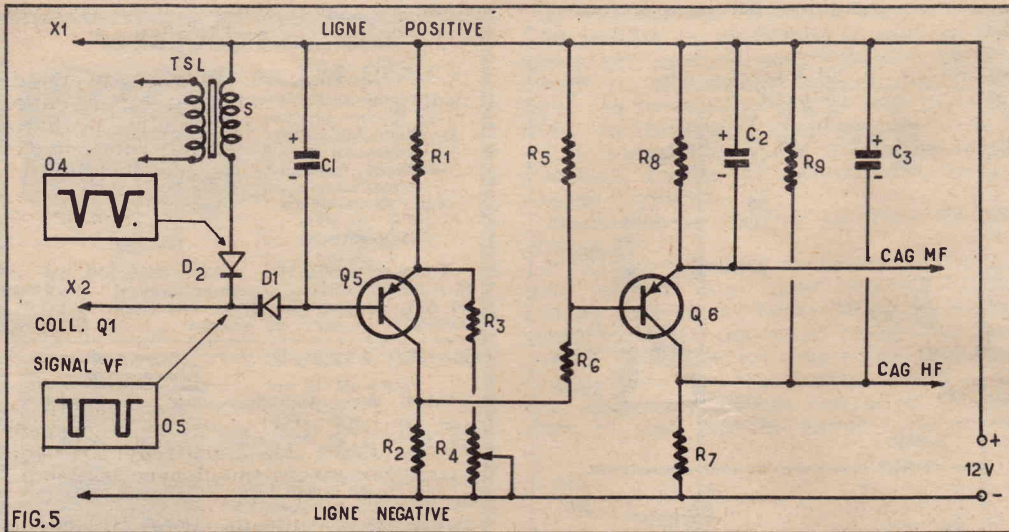 X1 LIGNE POSITIVE
TSL
S
+
-
C1
R1
R5
R8
+
-
C2
R9
+
-
C3
04
D2
D1
Q5
R3
CAG MF
X2
COLL. Q1
Q6
R6
SIGNAL VF
CAG HF
05
R2
R4
R7
+
12V
-
FIG.5
LIGNE NEGATIVE